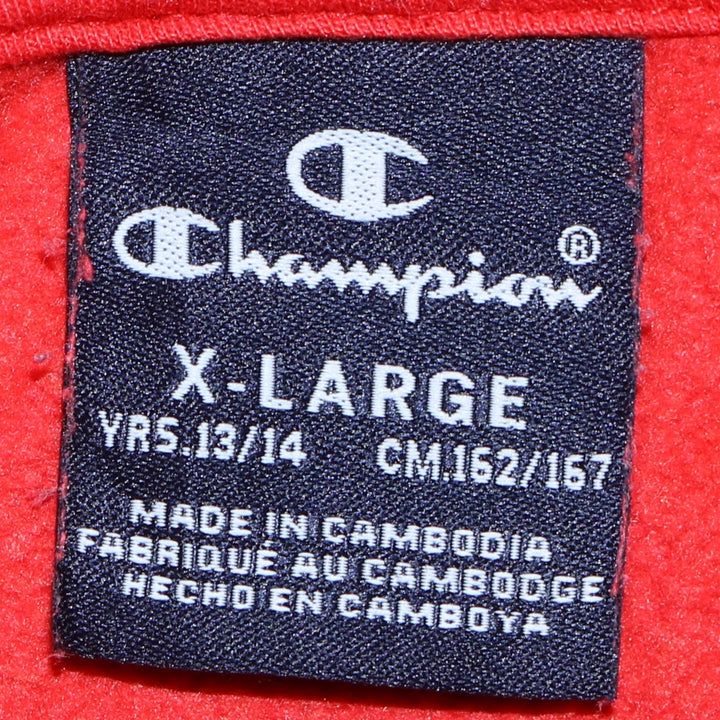 Champion®
X-LARGE
YRS.13/14 CM.162/167
MADE IN CAMBODIA
FABRIQUÉ AU CAMBODGE
HECHO EN CAMBOYA